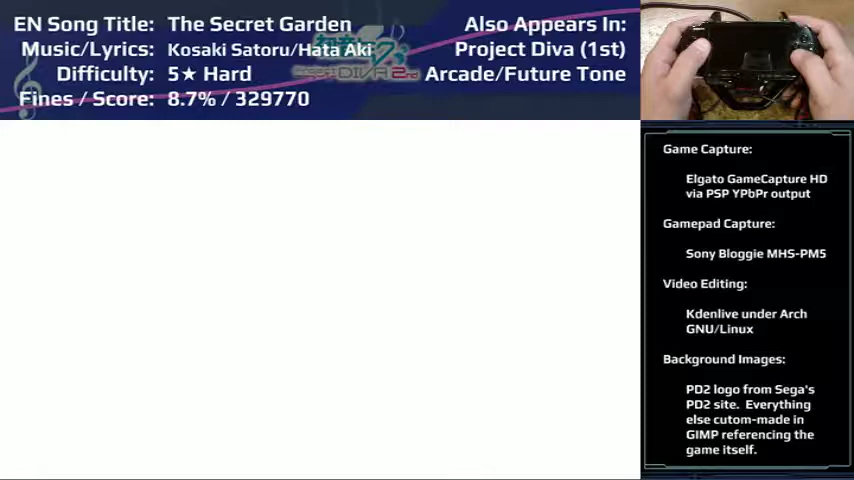 EN Song Title: The Secret Garden
Music/Lyrics: Kosaki Satoru/Hata Aki
Difficulty: 5★ Hard
Fines / Score: 8.7% / 329770
Also Appears In:
Project Diva (1st)
Arcade/Future Tone
DIVA 2nd
Game Capture:
Elgato GameCapture HD
via PSP YPbPr output
Gamepad Capture:
Sony Bloggie MHS-PM5
Video Editing:
Kdenlive under Arch
GNU/Linux
Background Images:
PD2 logo from Sega's
PD2 site. Everything
else cutom-made in
GIMP referencing the
game itself.